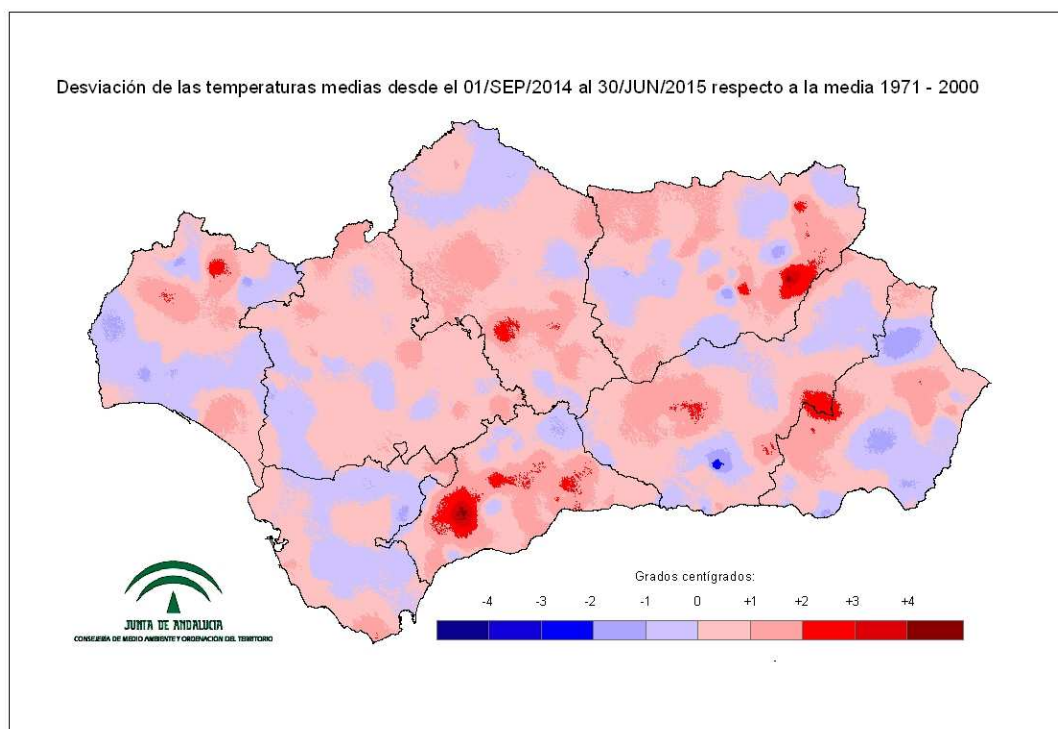 Desviación de las temperaturas medias desde el 01/SEP/2014 al 30/JUN/2015 respecto a la media 1971 - 2000
Grados centígrados:
-4 -3 -2 -1 0 +1 +2 +3 +4
JUNTA DE ANDALUCIA
CONSEJERÍA DE MEDIO AMBIENTE Y ORDENACIÓN DEL TERRITORIO